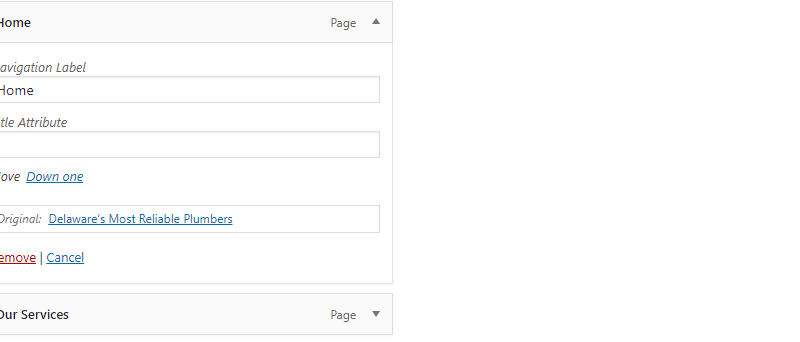 Home Page
avigation Label
Home
itle Attribute
ove Down one
Original: Delaware's Most Reliable Plumbers
emove | Cancel
Our Services Page